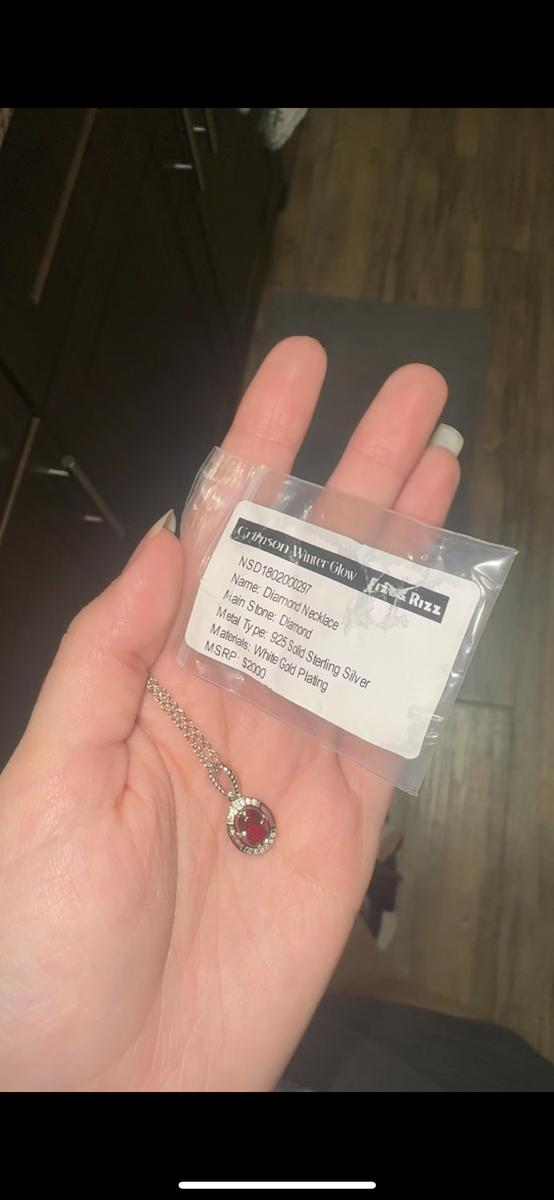 Crimson Winter Glow
Fizz & Rizz
NSD1802000297
Name: Diamond Necklace
Main Stone: Diamond
Metal Type: 925 Solid Sterling Silver
Materials: White Gold Plating
MSRP: $2000